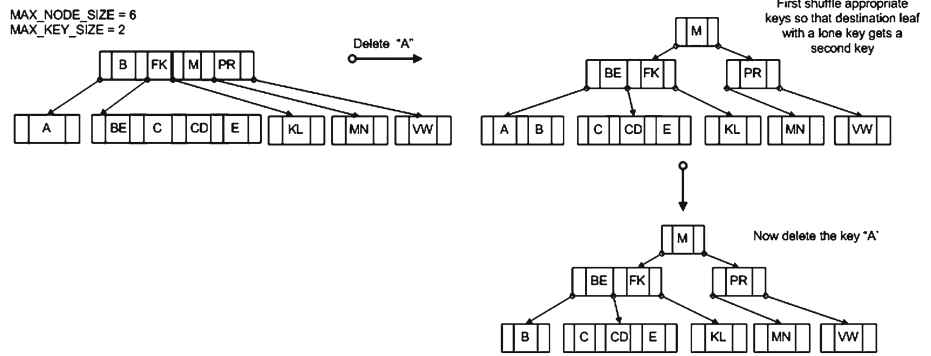 MAX_NODE_SIZE = 6
MAX_KEY_SIZE = 2
Delete "A"
B FK M PR
A BE C CD E KL MN VW
First shuffle appropriate
keys so that destination leaf
with a lone key gets a
second key
M
BE FK PR
A B C CD E KL MN VW
Now delete the key "A"
M
BE FK PR
B C CD E KL MN VW